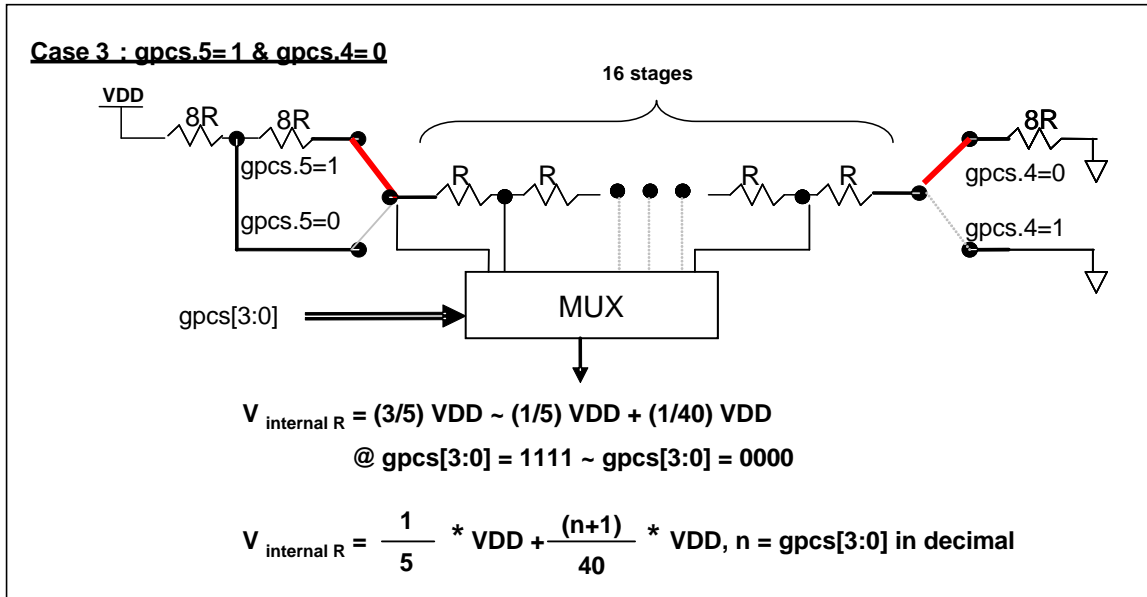 Case 3 : gpcs.5= 1 & gpcs.4= 0
16 stages
VDD
8R
8R
8R
gpcs.5=1
gpcs.4=0
R
R
R
R
gpcs.5=0
gpcs.4=1
MUX
gpcs[3:0]
V internal R = (3/5) VDD ~ (1/5) VDD + (1/40) VDD
@ gpcs[3:0] = 1111 ~ gpcs[3:0] = 0000
V internal R = 1/5 * VDD + (n+1)/40 * VDD, n = gpcs[3:0] in decimal